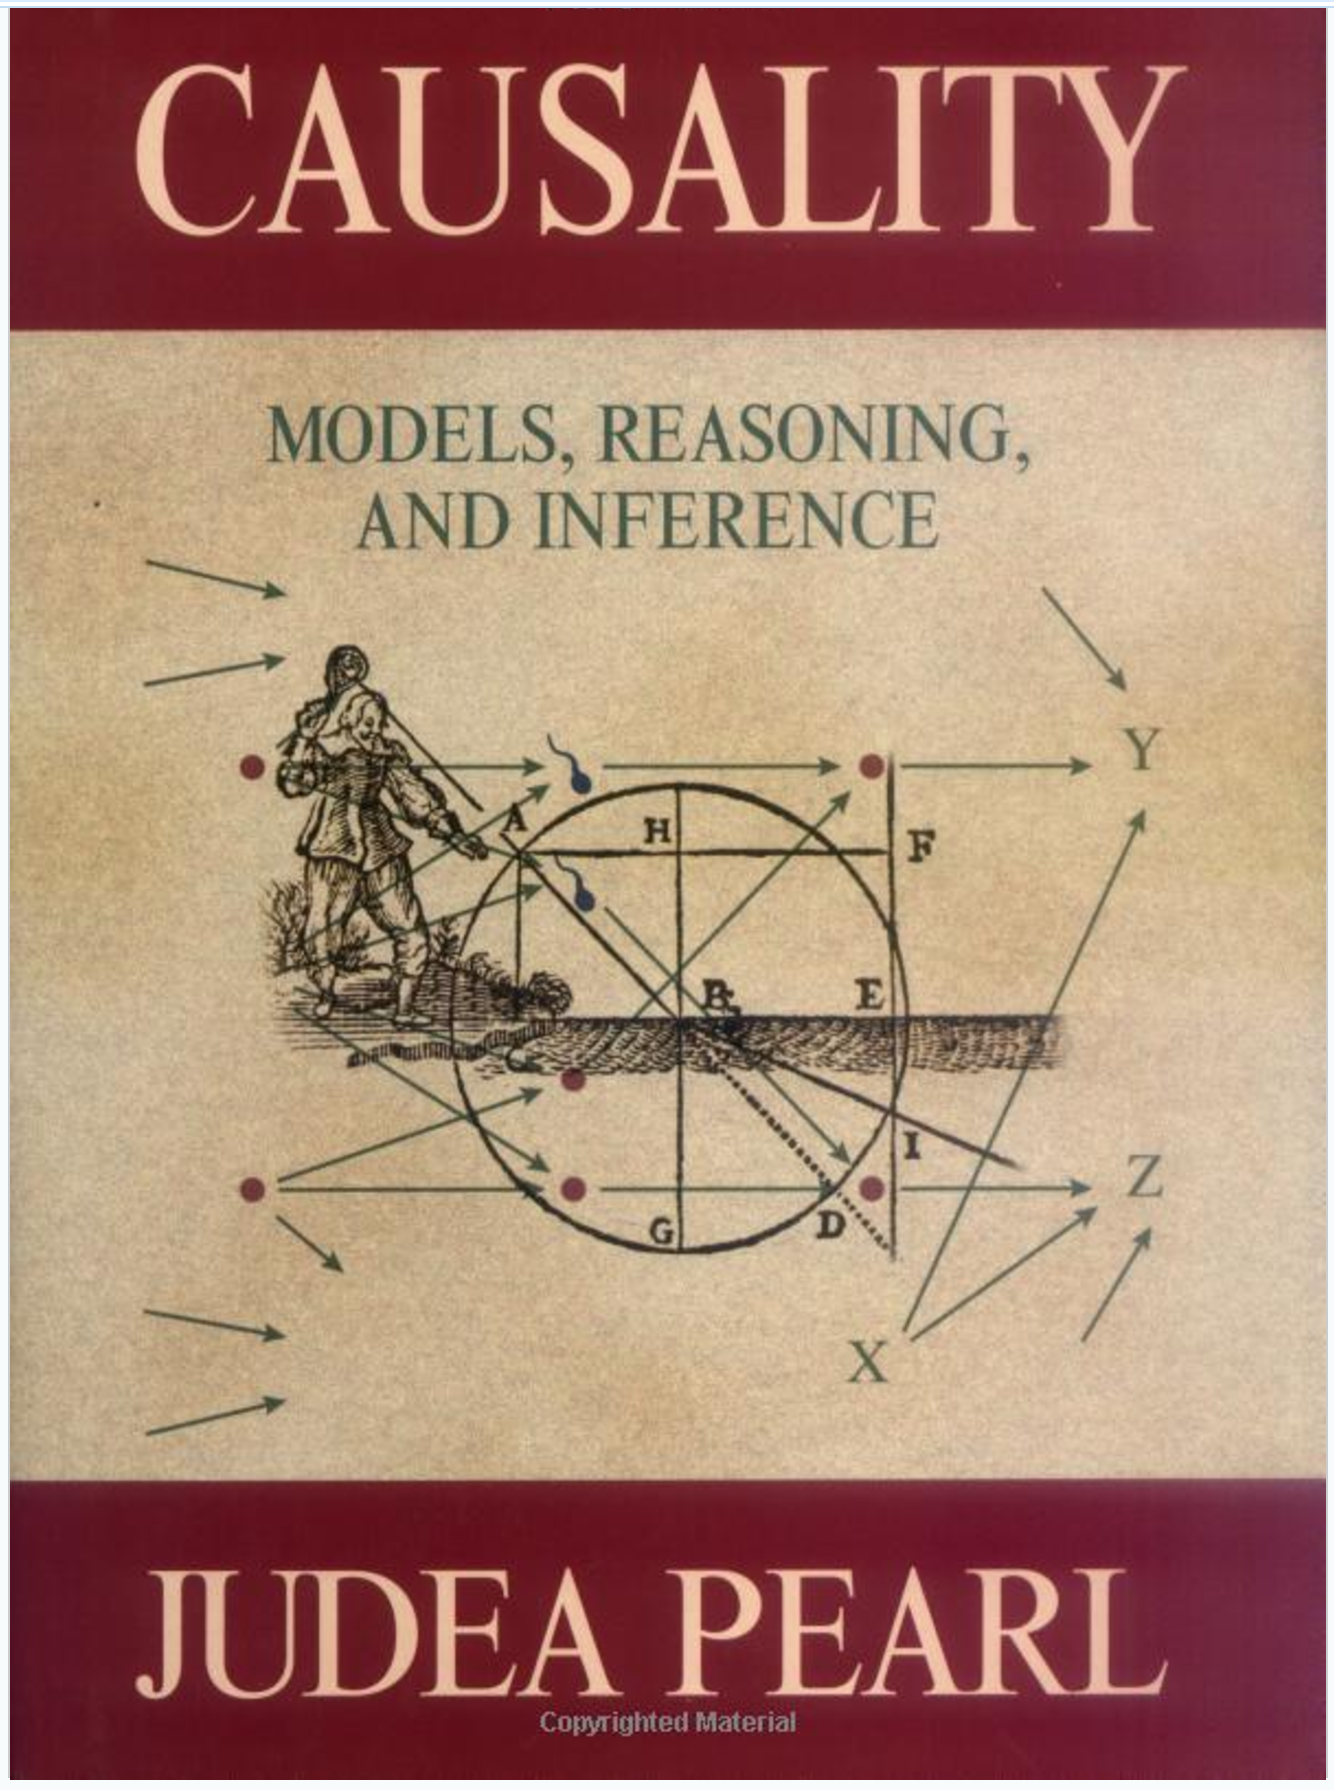 CAUSALITY
MODELS, REASONING,
AND INFERENCE
Y
A
H
F
B
E
I
Z
G
D
X
JUDEA PEARL
Copyrighted Material